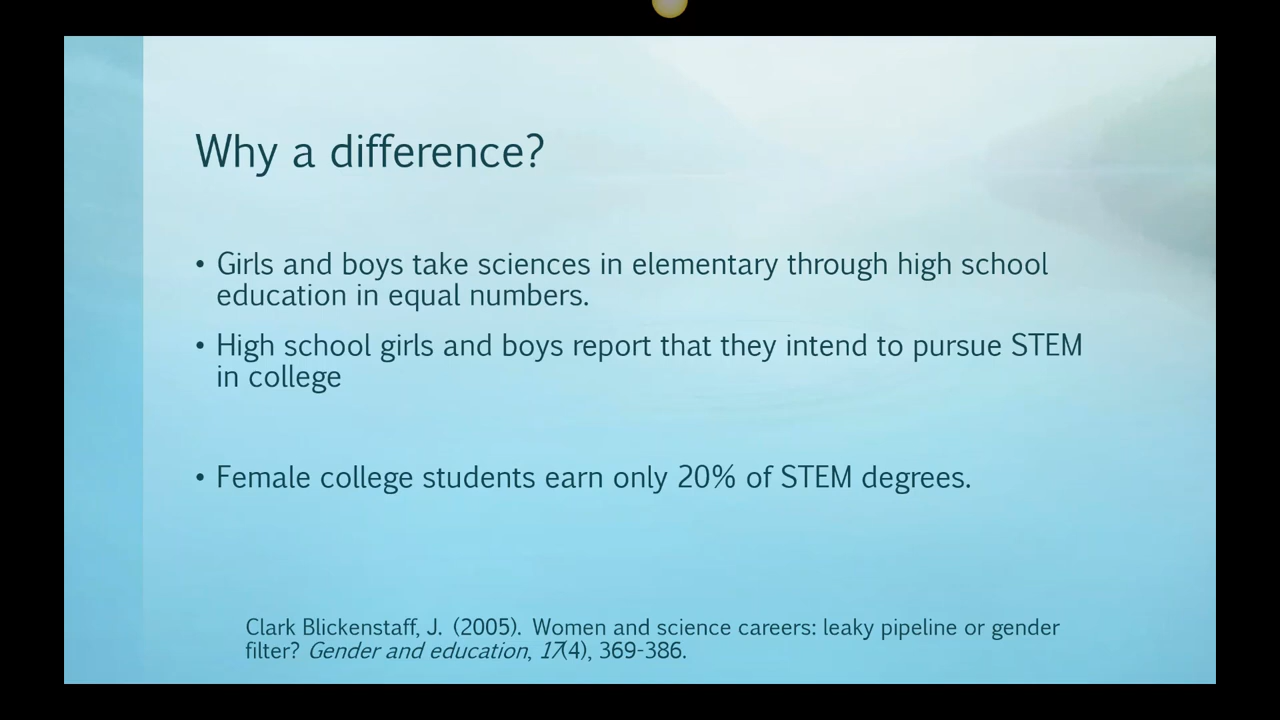 Why a difference?
• Girls and boys take sciences in elementary through high school
education in equal numbers.
• High school girls and boys report that they intend to pursue STEM
in college
• Female college students earn only 20% of STEM degrees.
Clark Blickenstaff, J. (2005). Women and science careers: leaky pipeline or gender
filter? Gender and education, 17(4), 369-386.